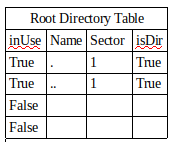 Root Directory Table
inUse Name Sector isDir
True . 1 True
True .. 1 True
False
False